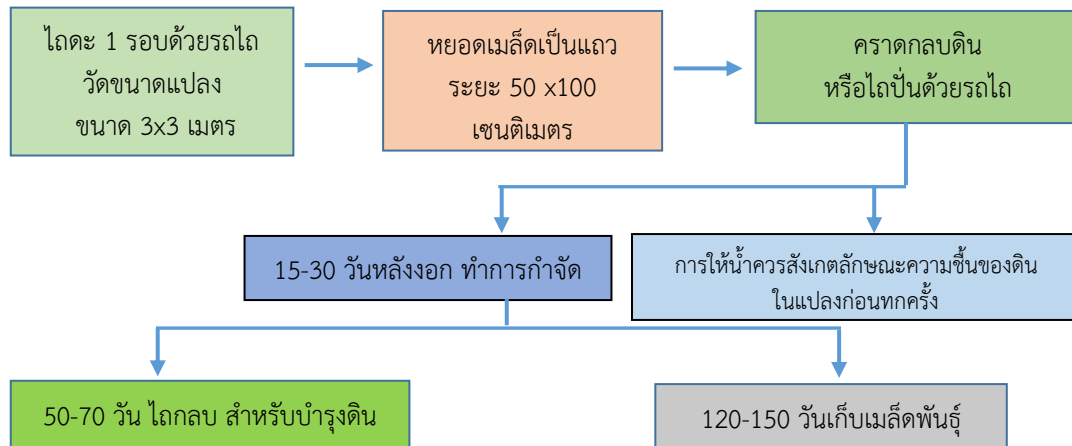 ไถดะ 1 รอบด้วยรถไถ
วัดขนาดแปลง
ขนาด 3x3 เมตร
หยอดเมล็ดเป็นแถว
ระยะ 50 x100
เซนติเมตร
คราดกลบดิน
หรือไถปั่นด้วยรถไถ
15-30 วันหลังงอก ทำการกำจัด
การให้น้ำควรสังเกตลักษณะความชื้นของดิน
ในแปลงก่อนทกครั้ง
50-70 วัน ไถกลบ สำหรับบำรุงดิน
120-150 วันเก็บเมล็ดพันธุ์